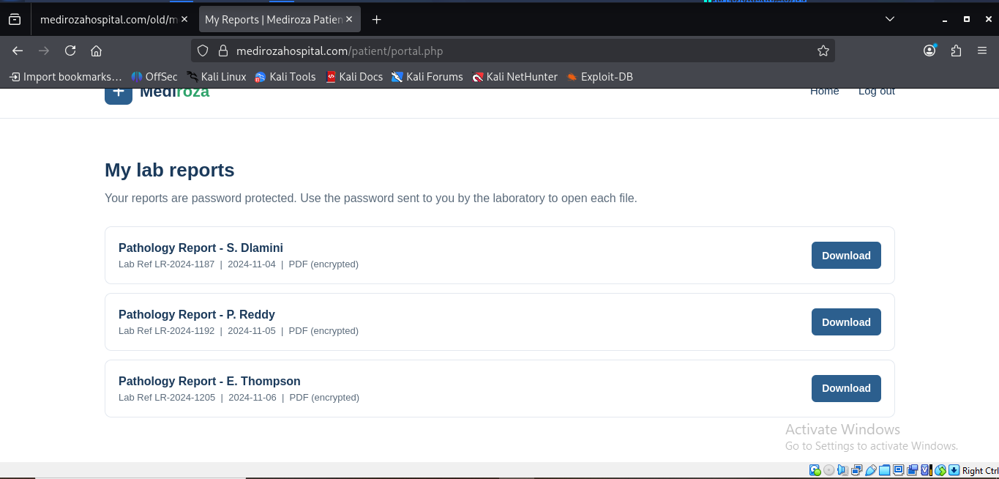 medirozahospital.com/old/m
My Reports | Mediroza Patien
medirozahospital.com/patient/portal.php
Import bookmarks... OffSec Kali Linux Kali Tools Kali Docs Kali Forums Kali NetHunter Exploit-DB
Mediroza Home Log out
My lab reports
Your reports are password protected. Use the password sent to you by the laboratory to open each file.
Pathology Report - S. Dlamini
Lab Ref LR-2024-1187 | 2024-11-04 | PDF (encrypted)
Download
Pathology Report - P. Reddy
Lab Ref LR-2024-1192 | 2024-11-05 | PDF (encrypted)
Download
Pathology Report - E. Thompson
Lab Ref LR-2024-1205 | 2024-11-06 | PDF (encrypted)
Download
Activate Windows
Go to Settings to activate Windows.
Right Ctrl